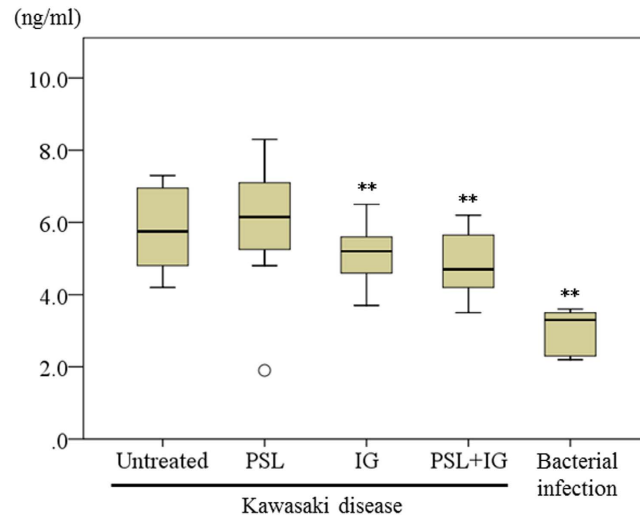 (ng/ml)
10.0
8.0
6.0
4.0
2.0
.0
**
**
**
Untreated
PSL
IG
PSL+IG
Bacterial
infection
Kawasaki disease